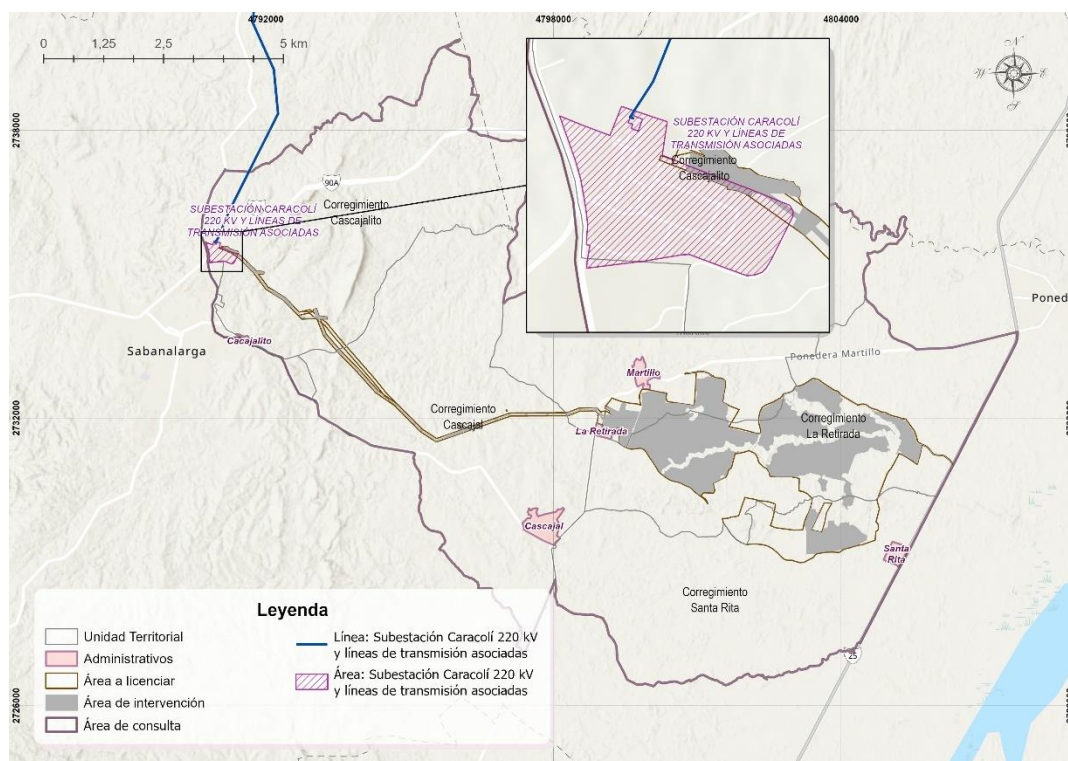 4792000
4798000
4804000
0 1,25 2,5 5 km
N
W E
S
2738000
2732000
2726000
90A
SUBESTACIÓN CARACOLÍ
220 KV Y LÍNEAS DE
TRANSMISIÓN ASOCIADAS
Corregimiento
Cascajalito
SUBESTACIÓN CARACOLÍ
220 KV Y LÍNEAS DE
TRANSMISIÓN ASOCIADAS
Corregimiento
Cascajalito
Sabanalarga
Cacajalito
Martillo
Ponedera Martillo
Poned
Corregimiento
Cascajal
La Retirada
Corregimiento
La Retirada
Cascajal
Santa
Rita
Corregimiento
Santa Rita
25
Leyenda
Unidad Territorial
Administrativos
Área a licenciar
Área de intervención
Área de consulta
Línea: Subestación Caracolí 220 kV
y líneas de transmisión asociadas
Área: Subestación Caracolí 220 kV
y líneas de transmisión asociadas